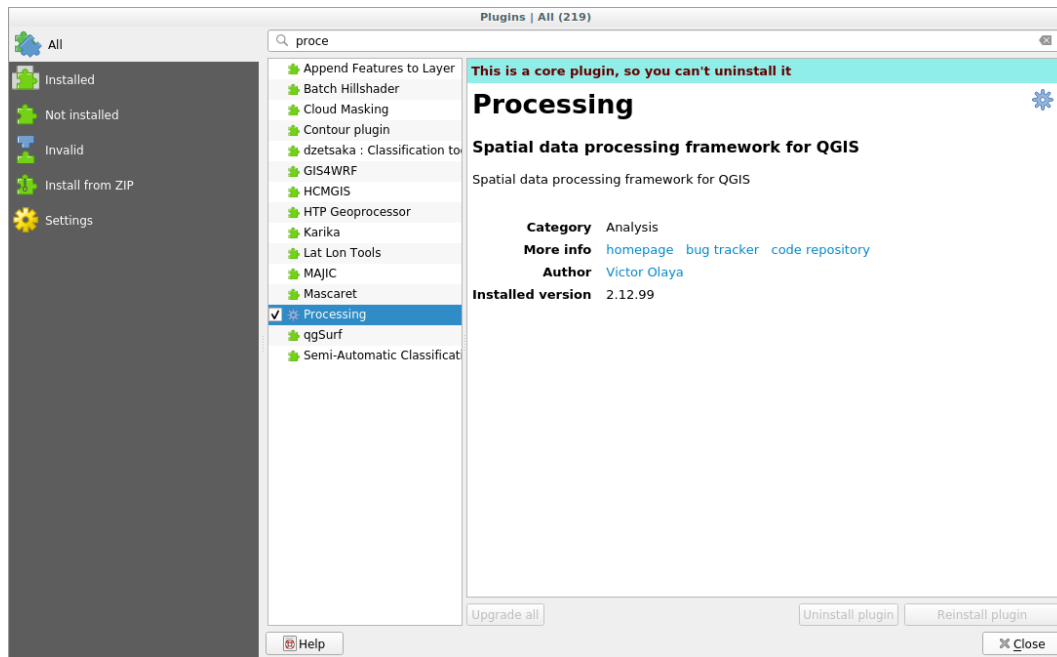 Plugins | All (219)
All
Installed
Not installed
Invalid
Install from ZIP
Settings
proce
Append Features to Layer
Batch Hillshader
Cloud Masking
Contour plugin
dzetsaka : Classification to
GIS4WRF
HCMGIS
HTP Geoprocessor
Karika
Lat Lon Tools
MAJIC
Mascaret
Processing
qgSurf
Semi-Automatic Classificati
This is a core plugin, so you can't uninstall it
Processing
Spatial data processing framework for QGIS
Spatial data processing framework for QGIS
Category Analysis
More info homepage bug tracker code repository
Author Victor Olaya
Installed version 2.12.99
Upgrade all Uninstall plugin Reinstall plugin
Help Close